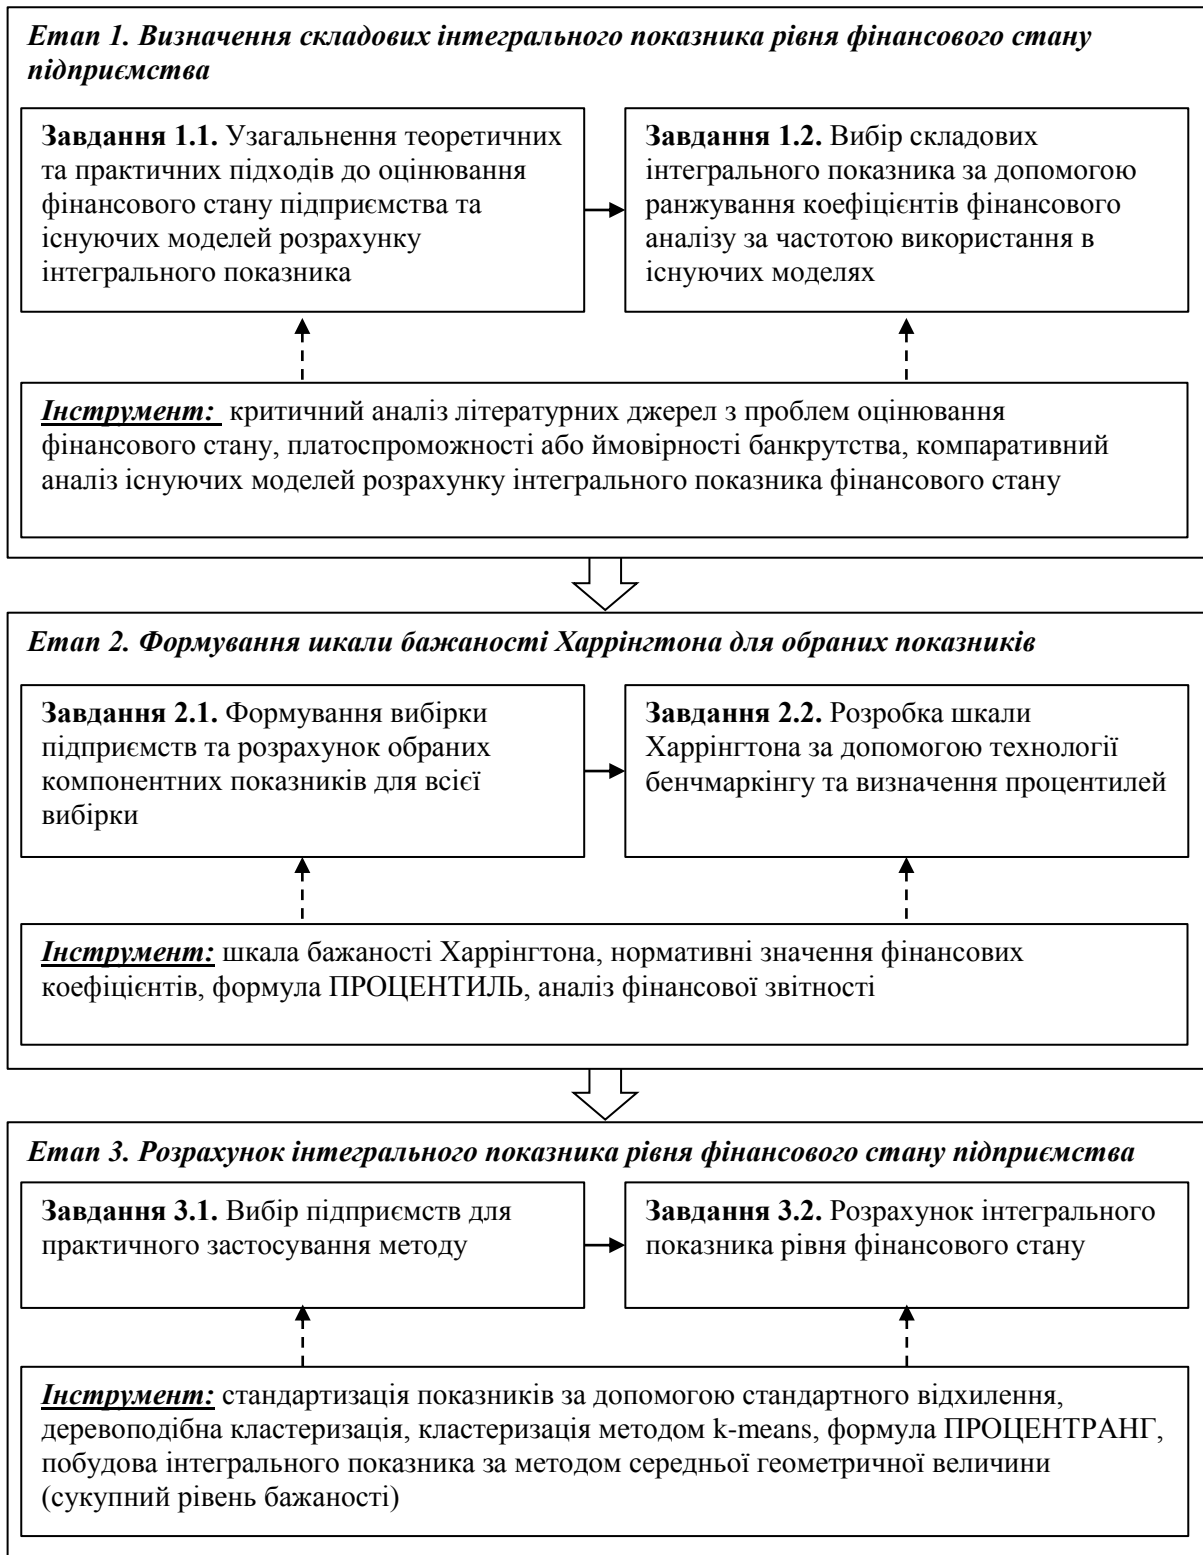 Етап 1. Визначення складових інтегрального показника рівня фінансового стану
підприємства
Завдання 1.1. Узагальнення теоретичних
та практичних підходів до оцінювання
фінансового стану підприємства та
існуючих моделей розрахунку
інтегрального показника
Завдання 1.2. Вибір складових
інтегрального показника за допомогою
ранжування коефіцієнтів фінансового
аналізу за частотою використання в
існуючих моделях
Інструмент: критичний аналіз літературних джерел з проблем оцінювання
фінансового стану, платоспроможності або ймовірності банкрутства, компаративний
аналіз існуючих моделей розрахунку інтегрального показника фінансового стану
Етап 2. Формування шкали бажаності Харрінгтона для обраних показників
Завдання 2.1. Формування вибірки
підприємств та розрахунок обраних
компонентних показників для всієї
вибірки
Завдання 2.2. Розробка шкали
Харрінгтона за допомогою технології
бенчмаркінгу та визначення процентилей
Інструмент: шкала бажаності Харрінгтона, нормативні значення фінансових
коефіцієнтів, формула ПРОЦЕНТИЛЬ, аналіз фінансової звітності
Етап 3. Розрахунок інтегрального показника рівня фінансового стану підприємства
Завдання 3.1. Вибір підприємств для
практичного застосування методу
Завдання 3.2. Розрахунок інтегрального
показника рівня фінансового стану
Інструмент: стандартизація показників за допомогою стандартного відхилення,
деревоподібна кластеризація, кластеризація методом k-means, формула ПРОЦЕНТРАНГ,
побудова інтегрального показника за методом середньої геометричної величини
(сукупний рівень бажаності)